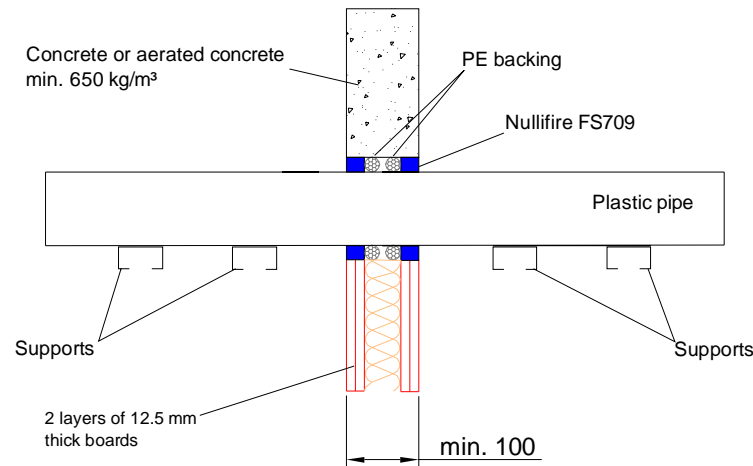 Concrete or aerated concrete
min. 650 kg/m³
PE backing
Nullifire FS709
Plastic pipe
Supports
Supports
2 layers of 12.5 mm
thick boards
min. 100